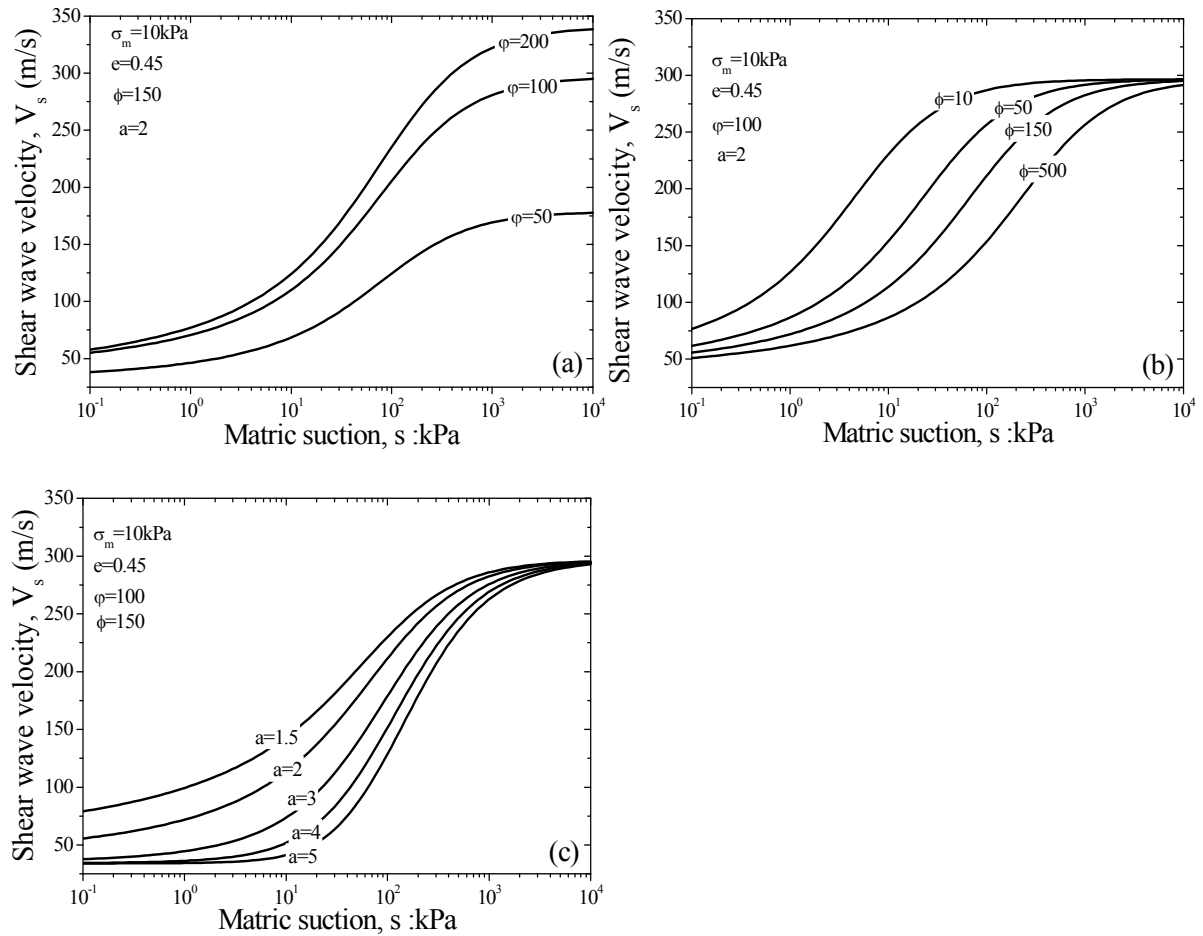 350
300
250
200
150
100
50
Shear wave velocity, Vs (m/s)
σm=10kPa
e=0.45
ϕ=150
a=2
φ=200
φ=100
φ=50
(a)
10-1 100 101 102 103 104
Matric suction, s :kPa
350
300
250
200
150
100
50
Shear wave velocity, Vs (m/s)
σm=10kPa
e=0.45
φ=100
a=2
ϕ=10
ϕ=50
ϕ=150
ϕ=500
(b)
10-1 100 101 102 103 104
Matric suction, s :kPa
350
300
250
200
150
100
50
Shear wave velocity, Vs (m/s)
σm=10kPa
e=0.45
φ=100
ϕ=150
a=1.5
a=2
a=3
a=4
a=5
(c)
10-1 100 101 102 103 104
Matric suction, s :kPa